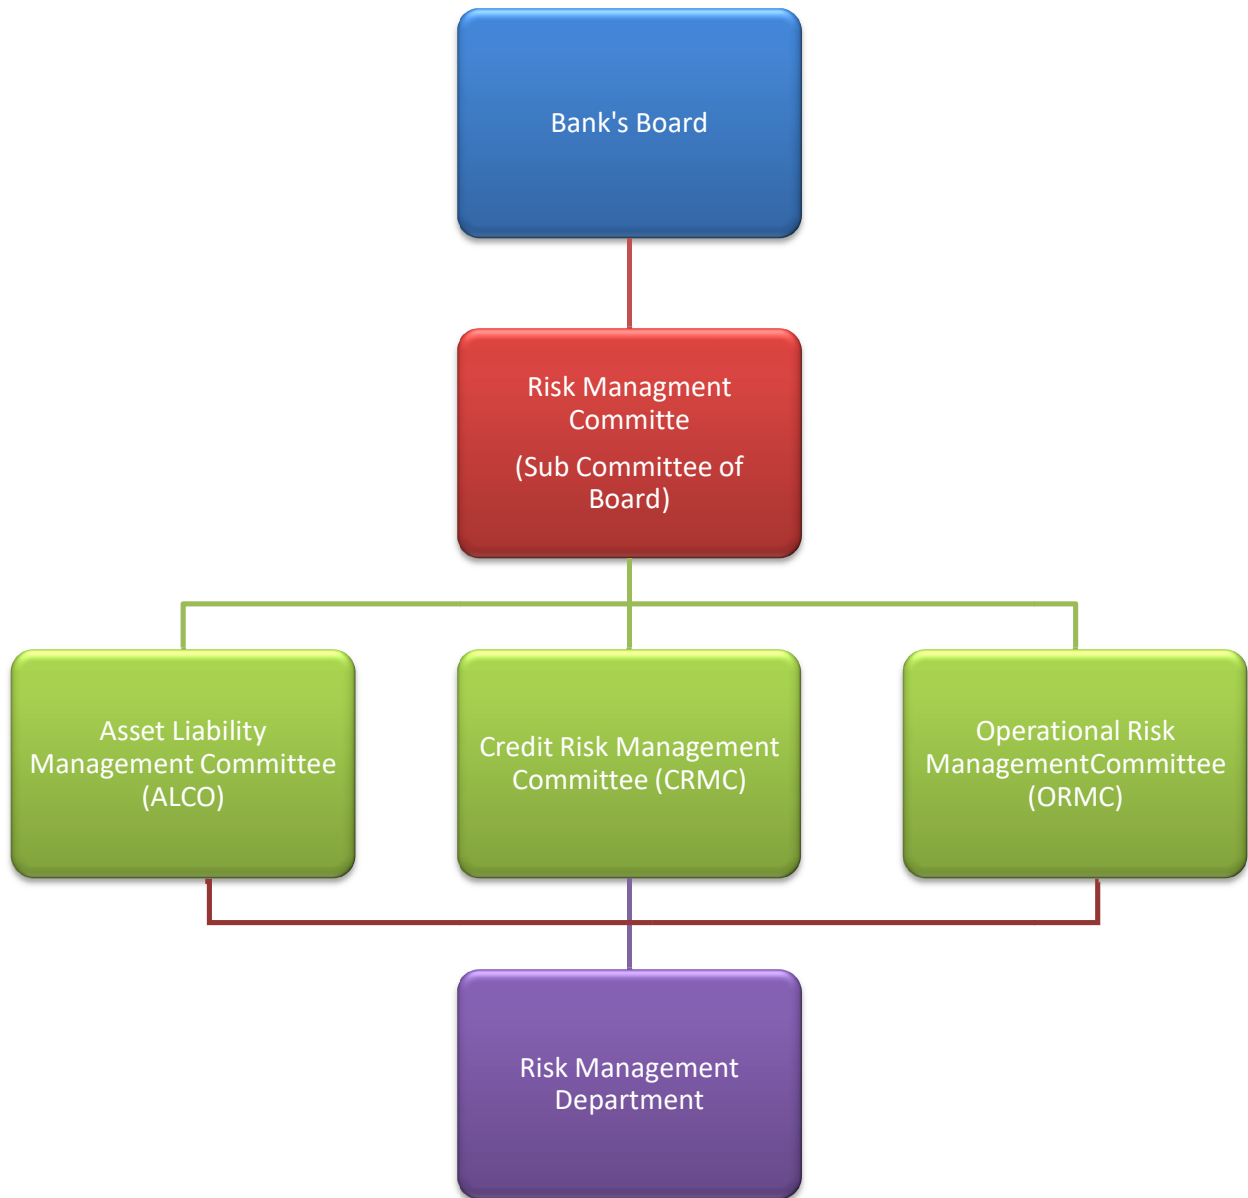 Bank's Board
Risk Managment
Committe
(Sub Committee of
Board)
Asset Liability
Management Committee
(ALCO)
Credit Risk Management
Committee (CRMC)
Operational Risk
ManagementCommittee
(ORMC)
Risk Management
Department